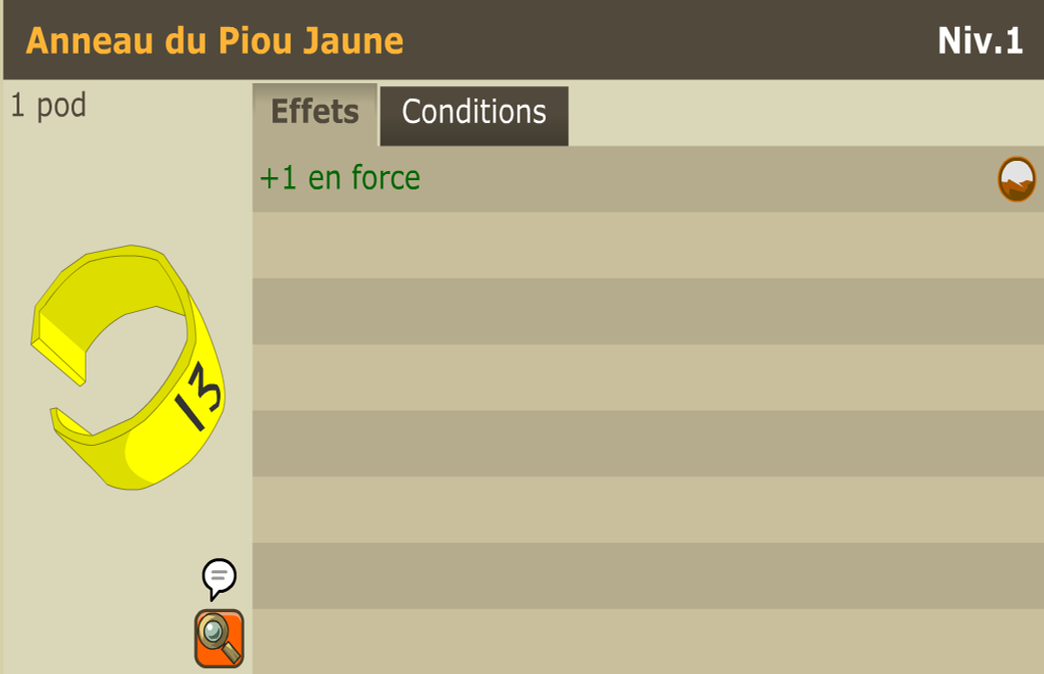 Anneau du Piou Jaune
Niv.1
1 pod
Effets
Conditions
+1 en force
13